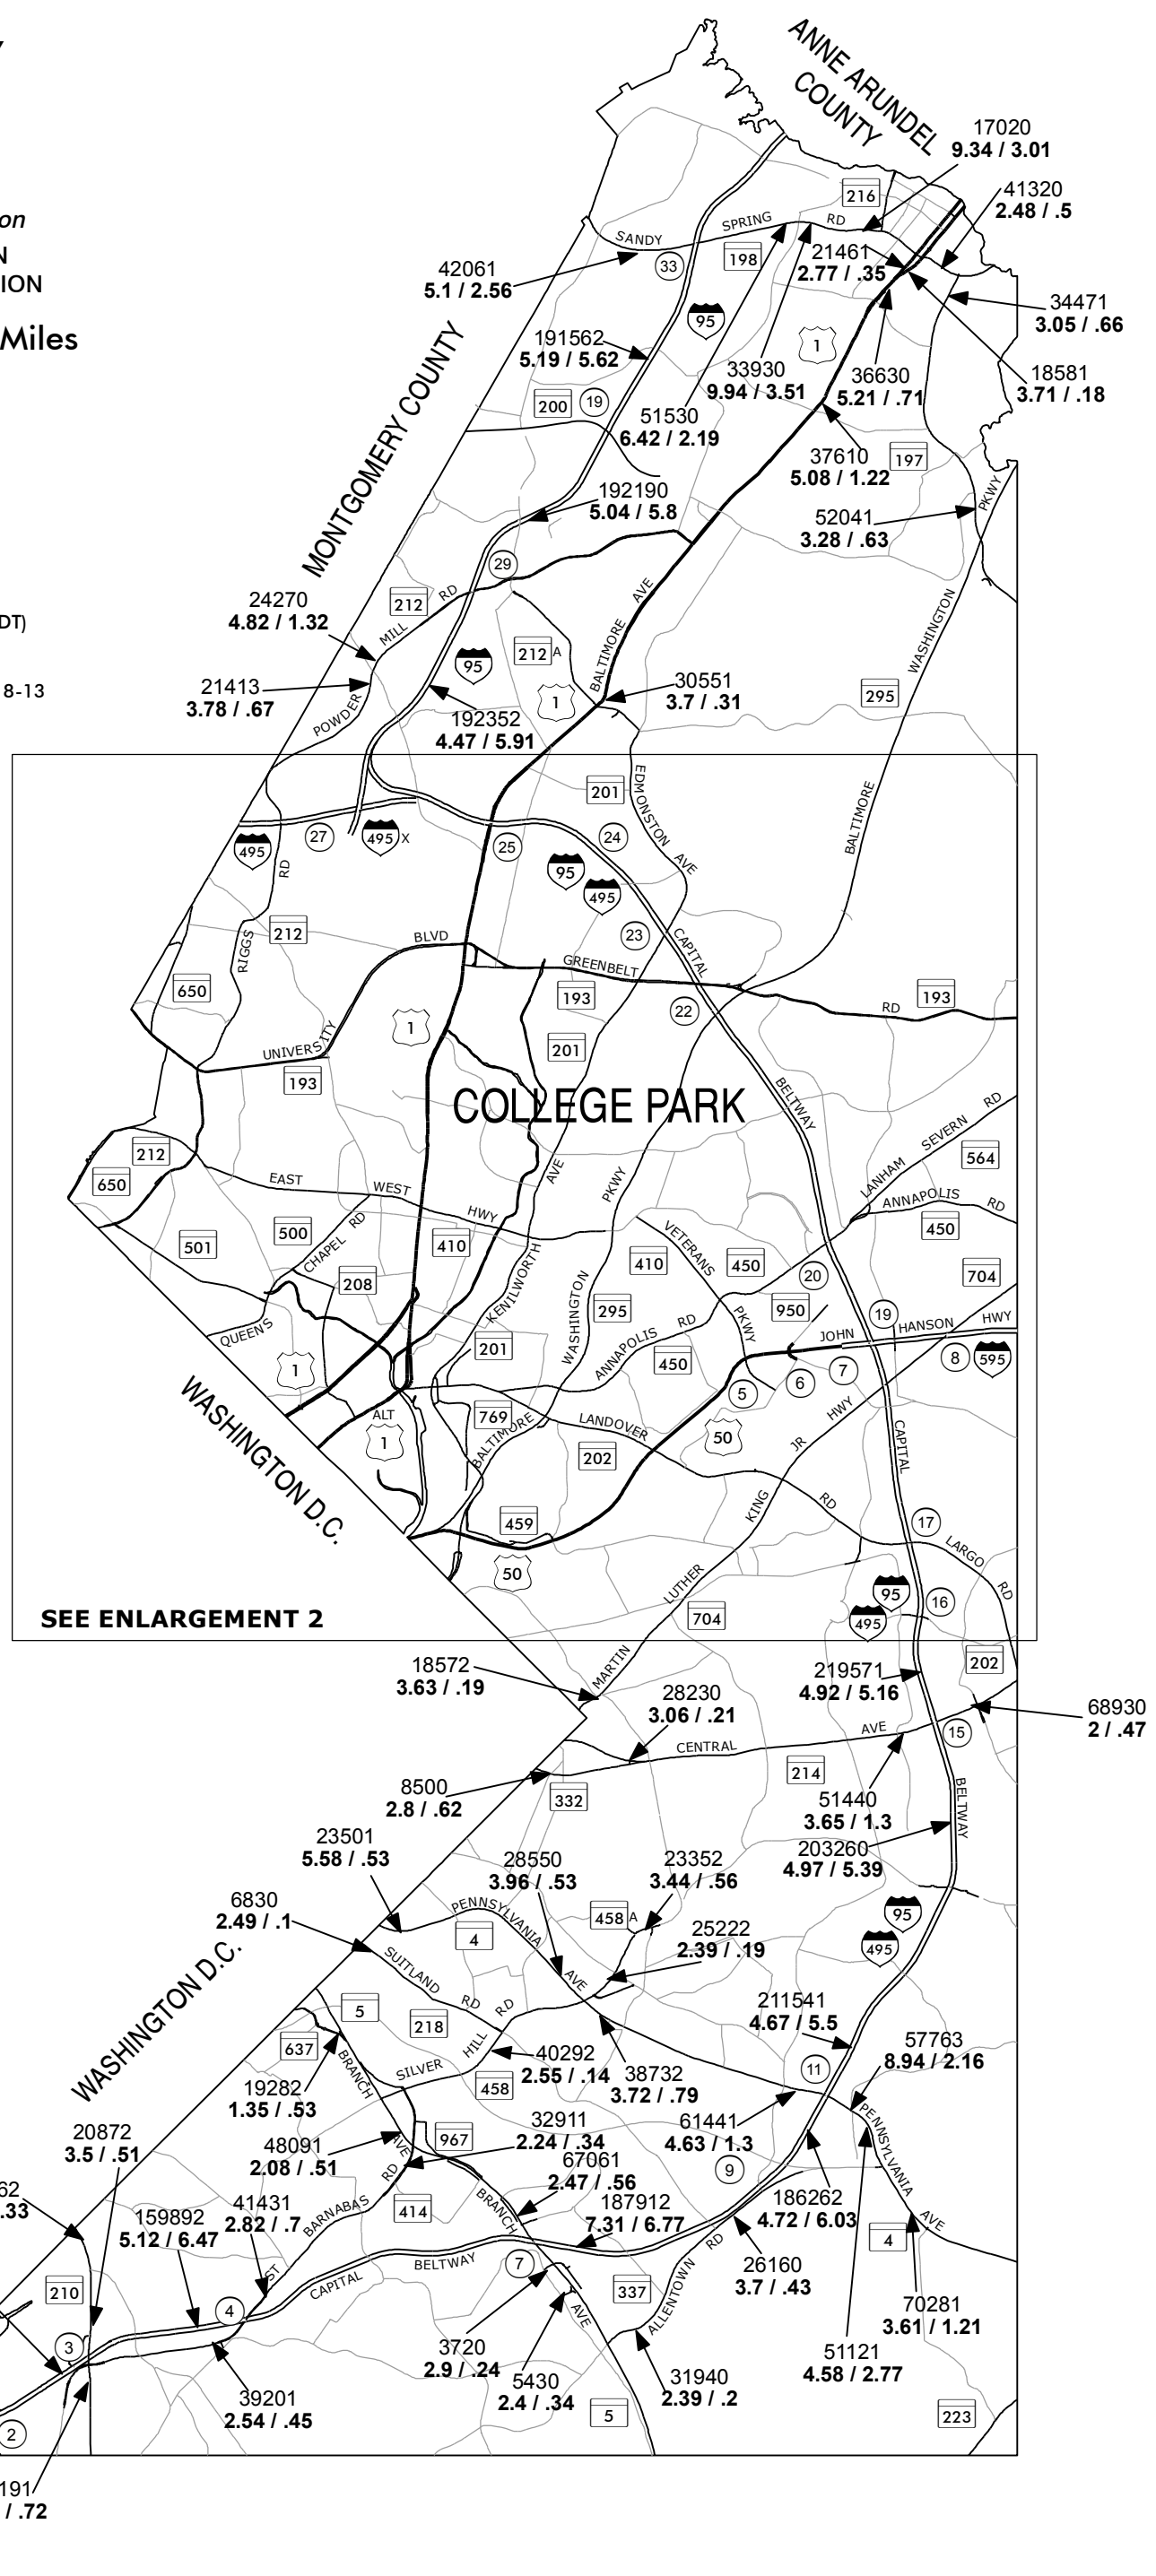 Y
on
N
ION
Miles
DT)
8-13
ANNE ARUNDEL
COUNTY
17020
9.34 / 3.01
41320
2.48 / .5
216
SANDY SPRING RD
198
33
21461
2.77 / .35
42061
5.1 / 2.56
34471
3.05 / .66
95
191562
5.19 / 5.62
1
33930
9.94 / 3.51
36630
5.21 / .71
18581
3.71 / .18
200
19
51530
6.42 / 2.19
MONTGOMERY COUNTY
37610
5.08 / 1.22
197
192190
5.04 / 5.8
52041
3.28 / .63
PKWY
29
212
24270
4.82 / 1.32
POWDER MILL RD
BALTIMORE AVE
WASHINGTON
212 A
95
21413
3.78 / .67
1
30551
3.7 / .31
295
192352
4.47 / 5.91
EDMONSTON AVE
201
BALTIMORE
27
495
495 X
25
24
95
495
RIGGS RD
212
BLVD
23
CAPITAL
GREENBELT
650
193
193
RD
22
1
201
UNIVERSITY
193
COLLEGE PARK
BELTWAY
212
650
LANHAM SEVERN RD
564
EAST WEST HWY
AVE
PKWY
ANNAPOLIS RD
450
501
500
CHAPEL RD
410
VETERANS
410
450
20
704
208
KENILWORTH
WASHINGTON
295
PKWY
950
19
QUEENS
JOHN HANSON HWY
ANNAPOLIS RD
201
450
5
6
7
8
595
1
WASHINGTON D.C.
ALT
1
769
BALTIMORE
LANDOVER
202
50
JR HWY
CAPITAL
KING
RD
459
17
LARGO
RD
50
LUTHER
95
16
495
704
SEE ENLARGEMENT 2
MARTIN
202
18572
3.63 / .19
219571
4.92 / 5.16
28230
3.06 / .21
68930
2 / .47
CENTRAL AVE
15
214
8500
2.8 / .62
332
51440
3.65 / 1.3
BELTWAY
23501
5.58 / .53
203260
4.97 / 5.39
28550
3.96 / .53
23352
3.44 / .56
6830
2.49 / .1
PENNSYLVANIA AVE
458 A
95
4
25222
2.39 / .19
495
WASHINGTON D.C.
SUITLAND RD
211541
4.67 / 5.5
5
218
HILL RD
637
57763
8.94 / 2.16
SILVER
40292
2.55 / .14
38732
3.72 / .79
11
BRANCH
458
19282
1.35 / .53
PENNSYLVANIA AVE
32911
2.24 / .34
61441
4.63 / 1.3
20872
3.5 / .51
48091
2.08 / .51
AVE
967
67061
2.47 / .56
9
62
.33
RD
159892
5.12 / 6.47
41431
2.82 / .7
BARNABAS
414
BRANCH
187912
7.31 / 6.77
186262
4.72 / 6.03
4
ST
BELTWAY
RD
26160
3.7 / .43
210
CAPITAL
7
337
ALLENTOWN
70281
3.61 / 1.21
4
AVE
3
3720
2.9 / .24
51121
4.58 / 2.77
5430
2.4 / .34
31940
2.39 / .2
39201
2.54 / .45
5
223
2
191
/ .72